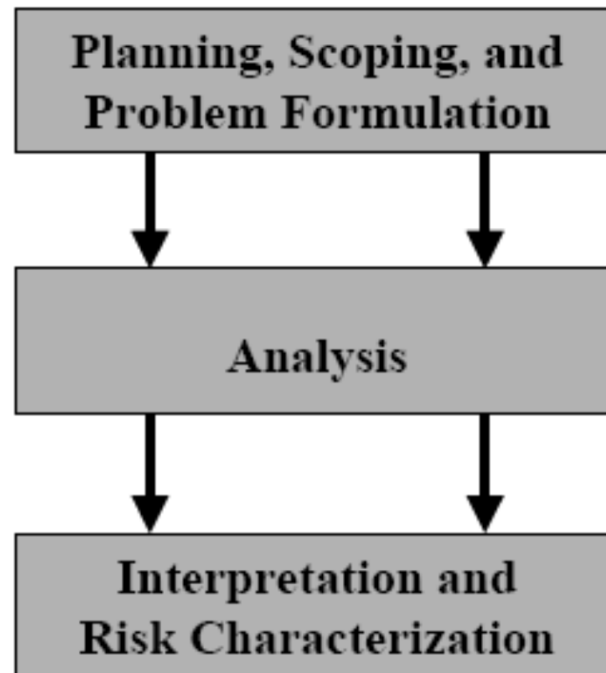 Planning, Scoping, and
Problem Formulation
Analysis
Interpretation and
Risk Characterization